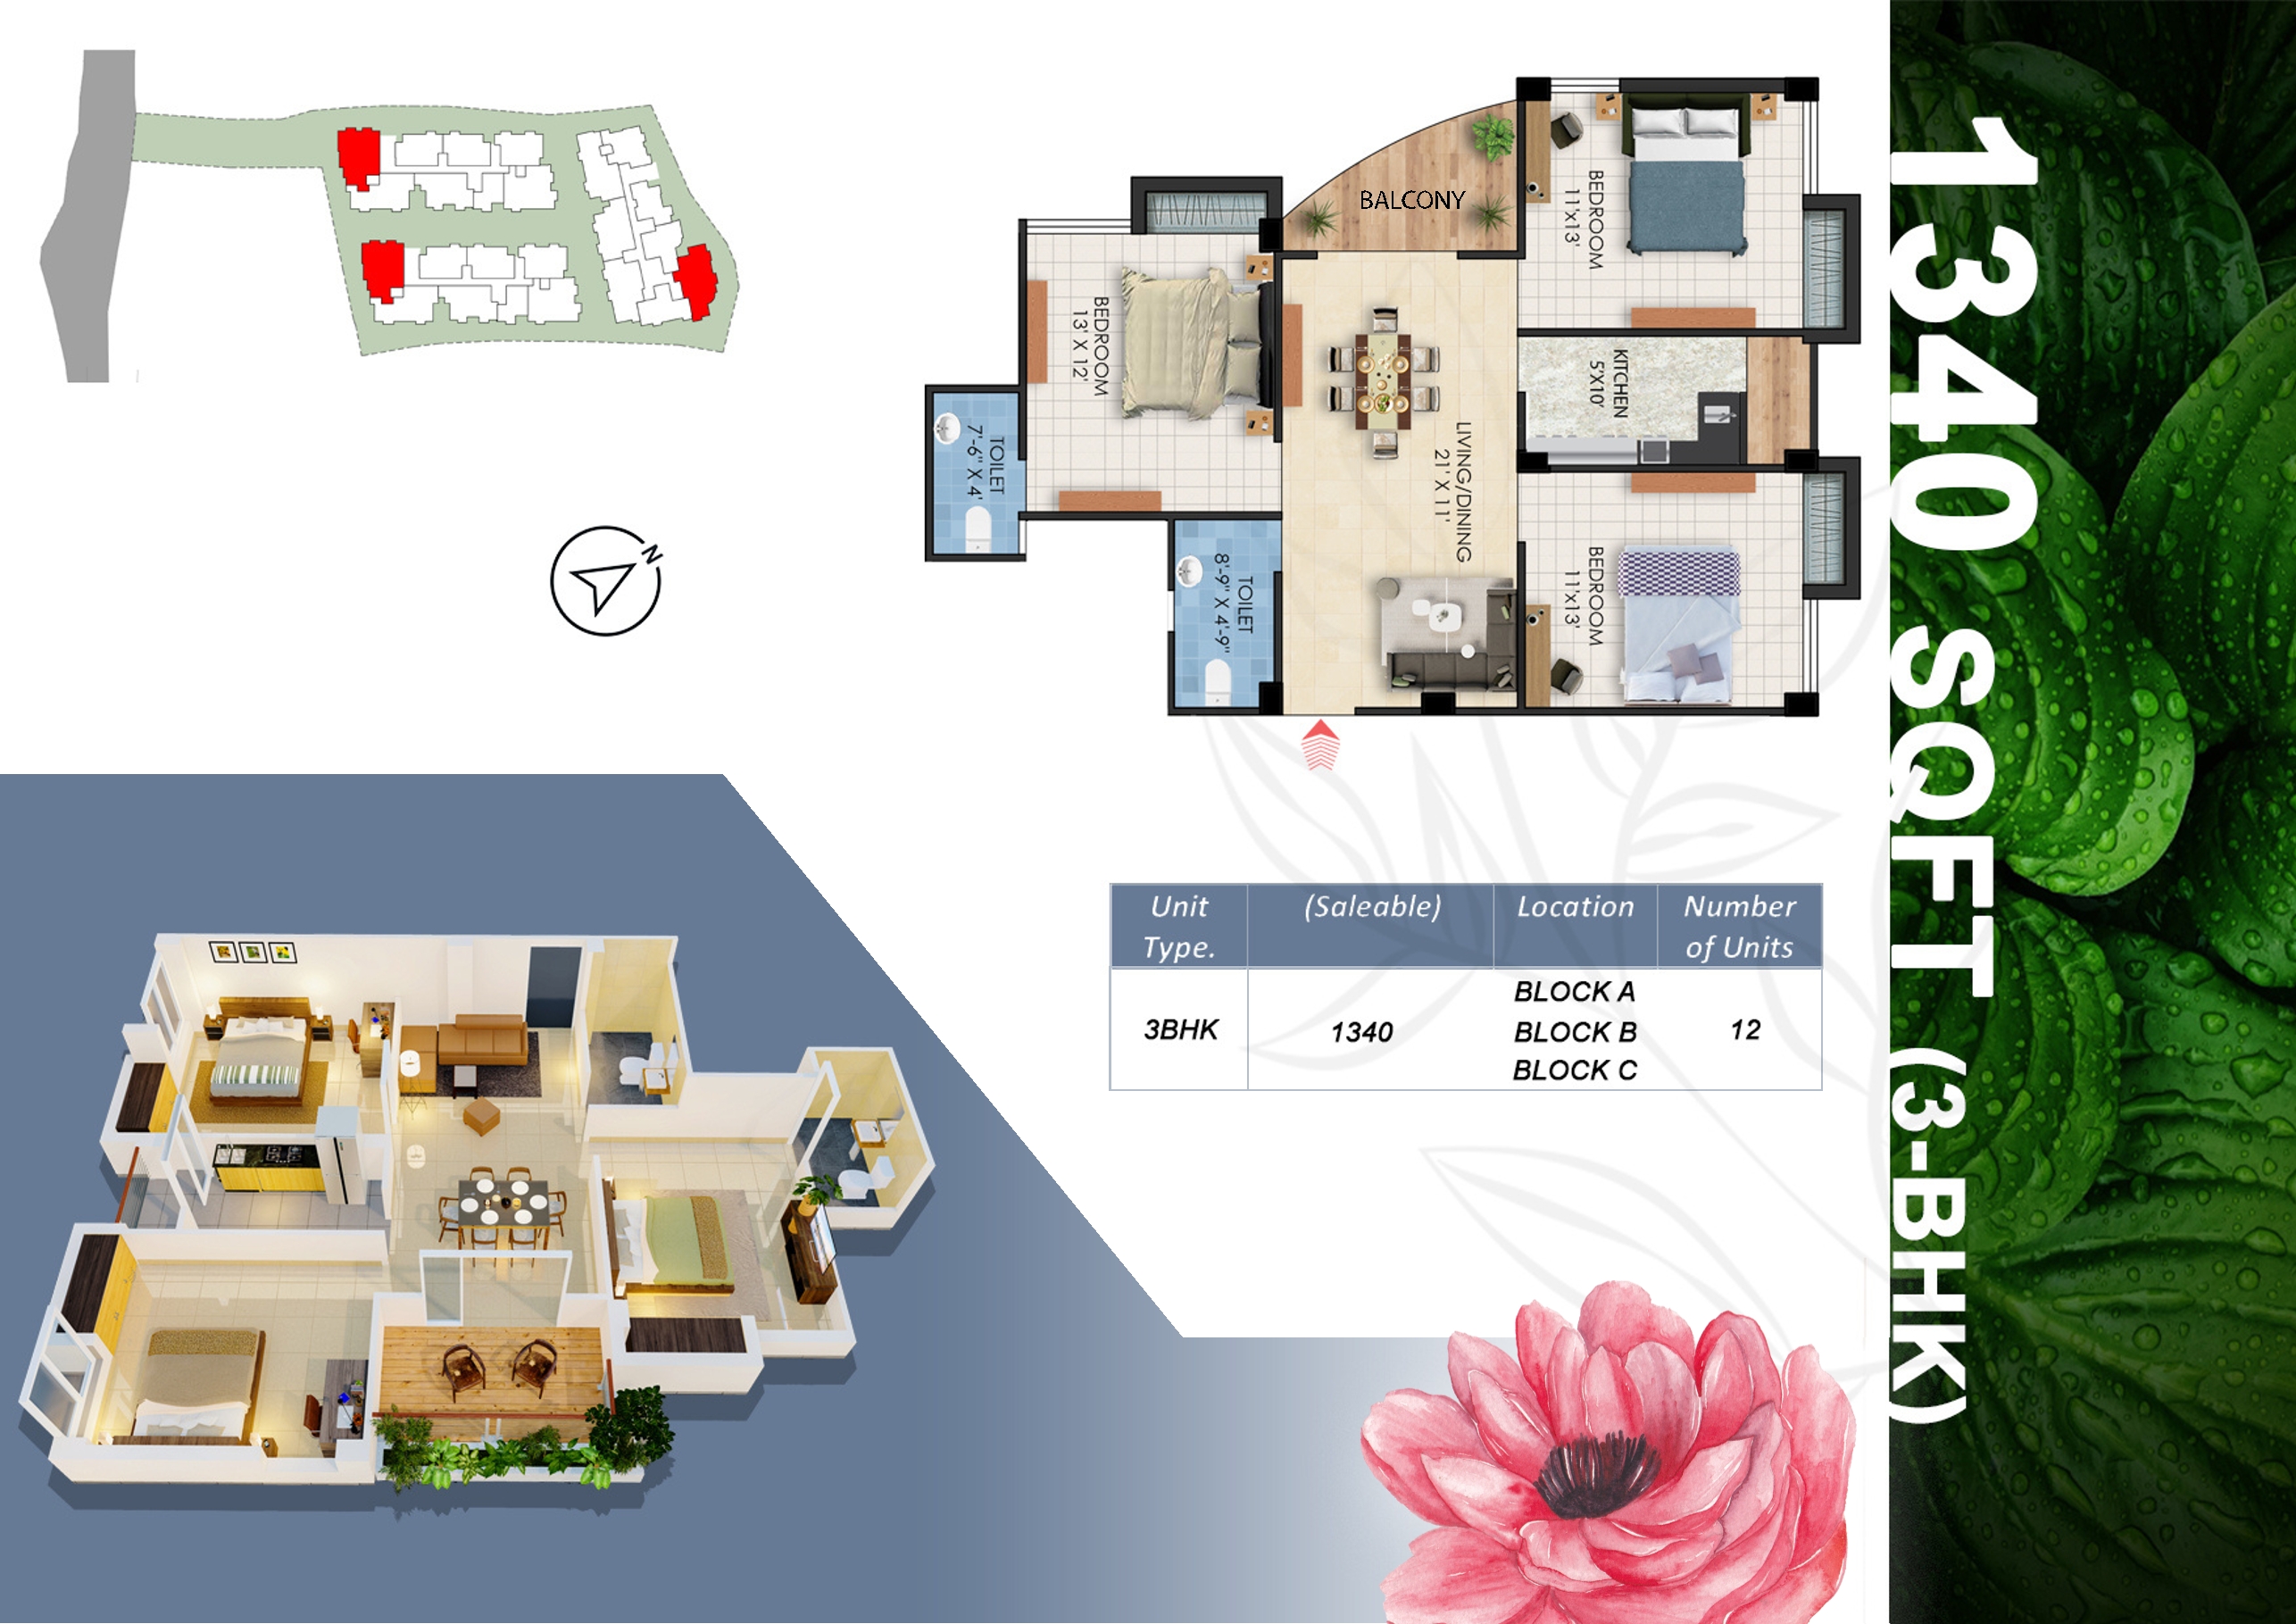 N
BALCONY
BEDROOM
11'x13'
BEDROOM
13' X 12'
KITCHEN
5'X10'
TOILET
7'-6" X 4'
LIVING/DINING
21' X 11'
TOILET
8'-9" X 4'-9"
BEDROOM
11'x13'
1340 SQFT (3-BHK)
Unit Type. (Saleable) Location Number of Units
3BHK 1340 BLOCK A 12
BLOCK B
BLOCK C